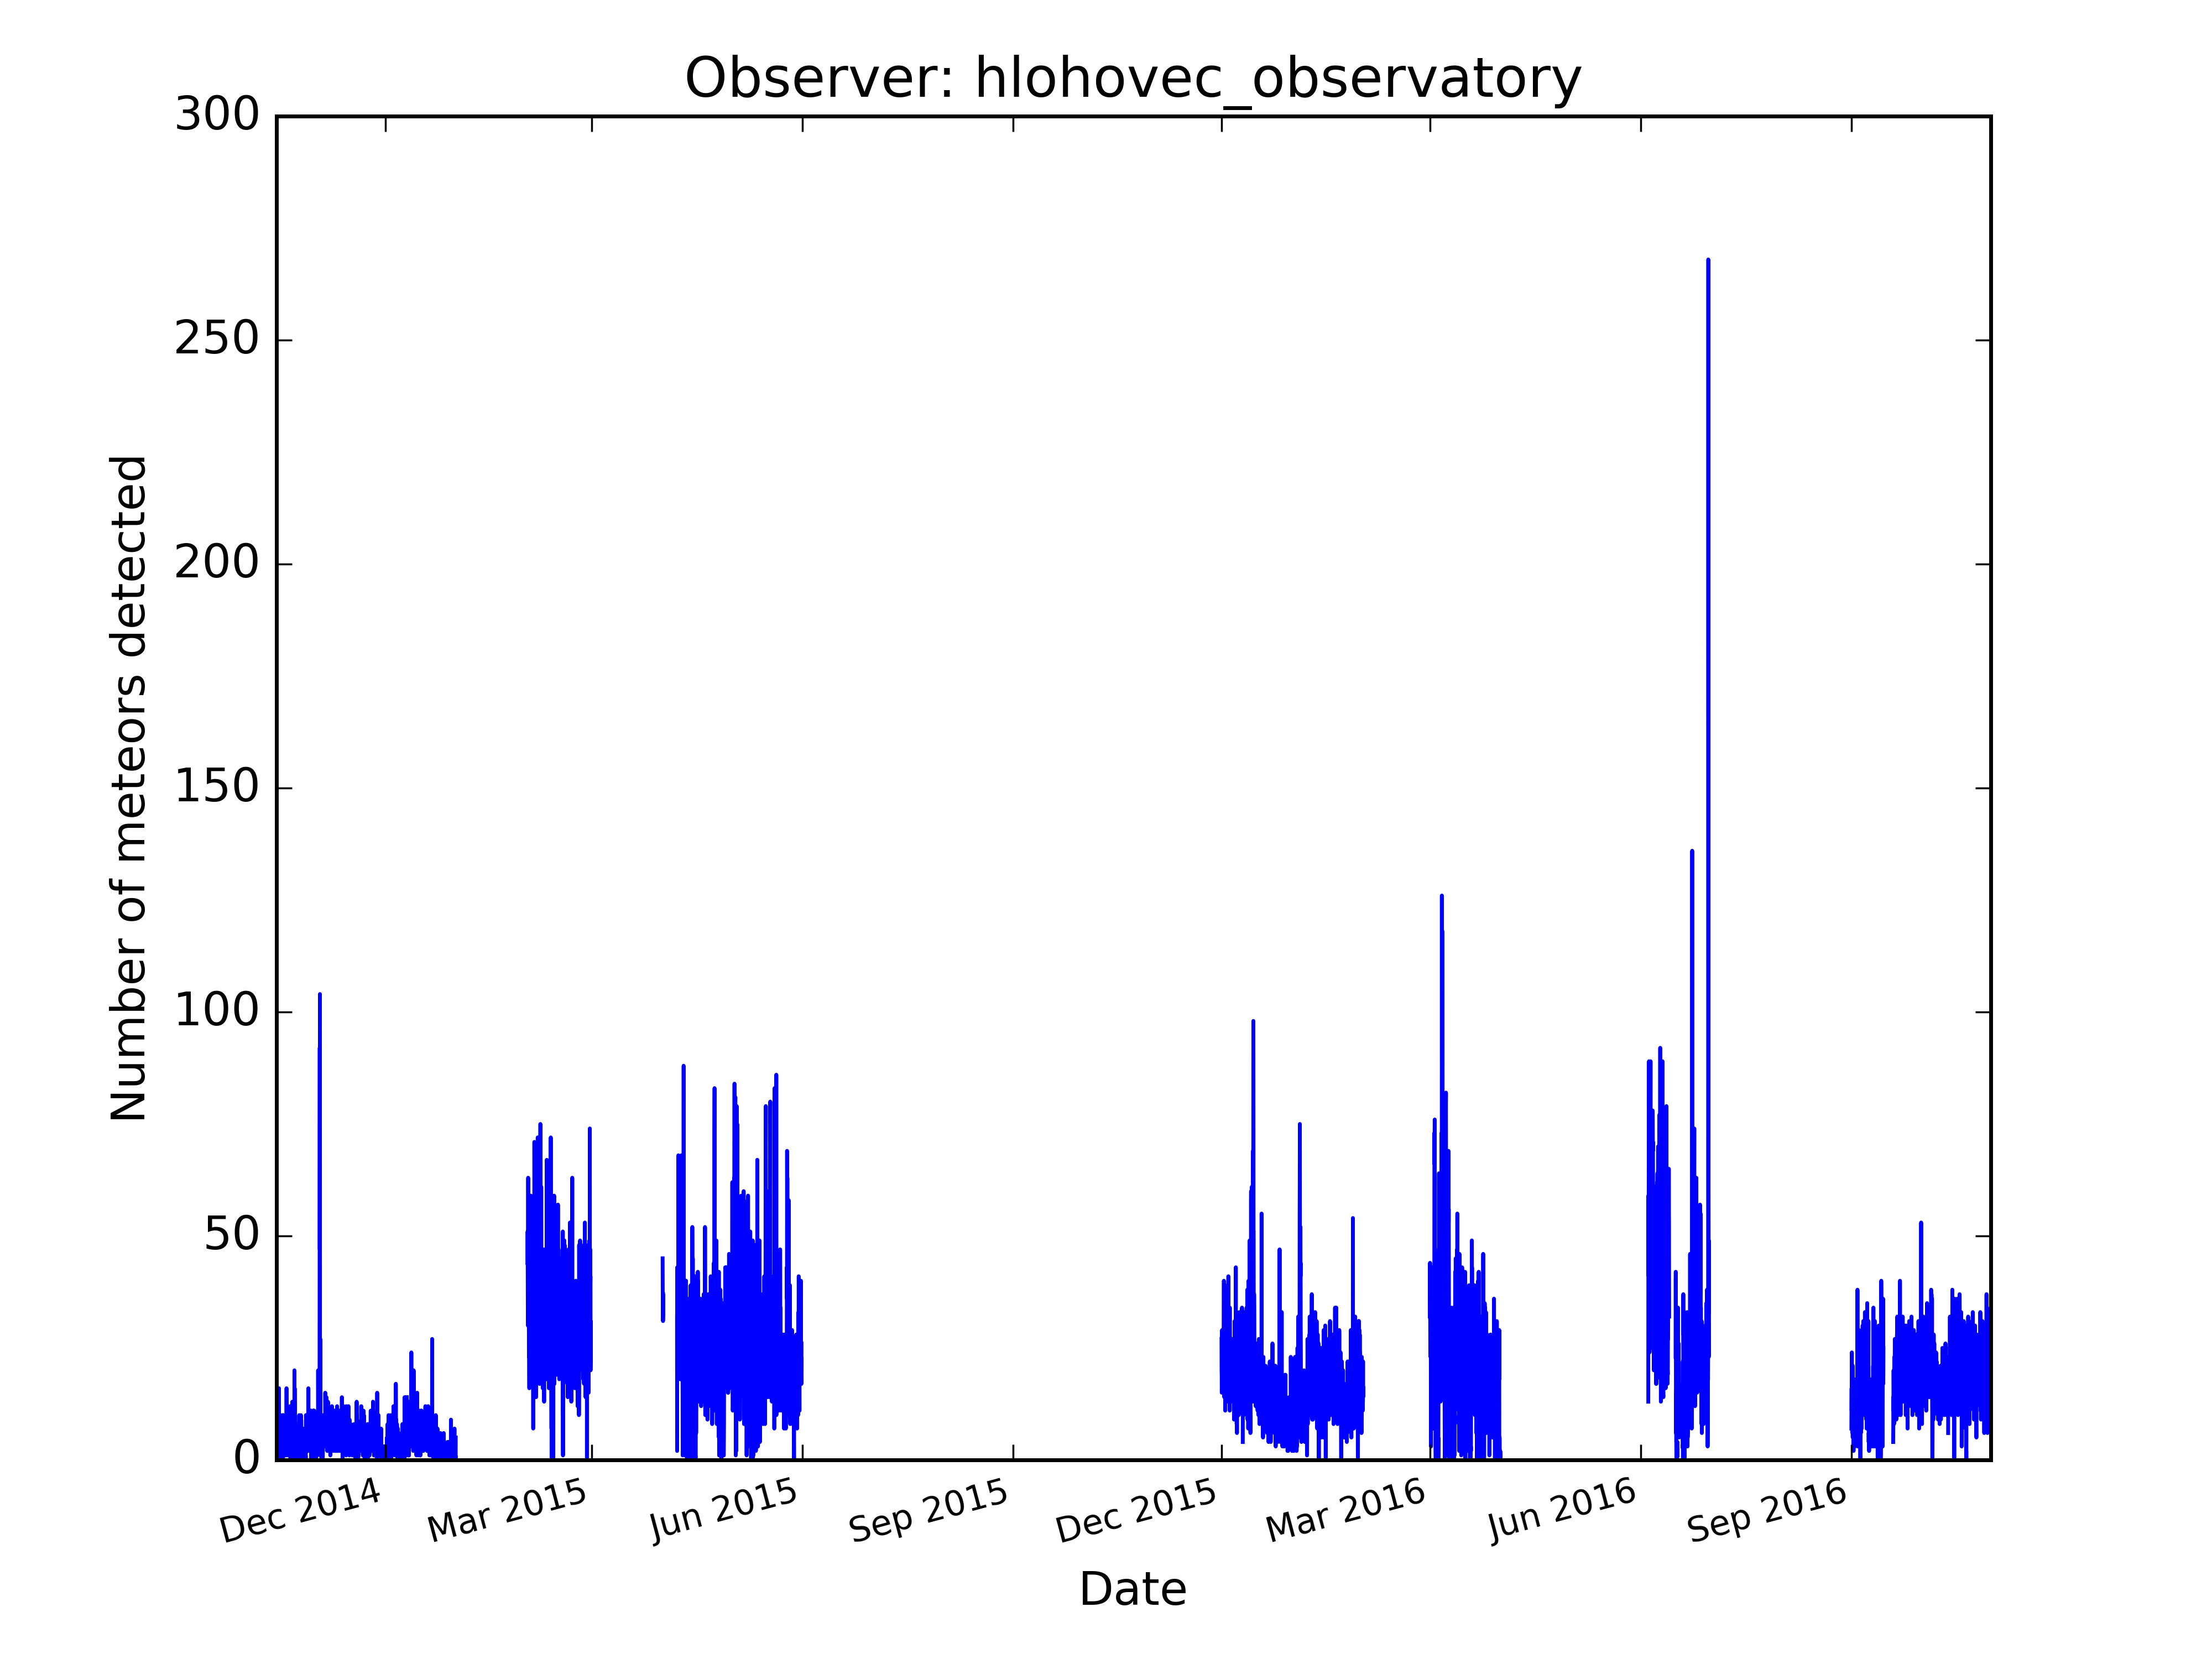 Observer: hlohovec_observatory
300
250
200
150
100
50
0
Number of meteors detected
Dec 2014
Mar 2015
Jun 2015
Sep 2015
Dec 2015
Mar 2016
Jun 2016
Sep 2016
Date